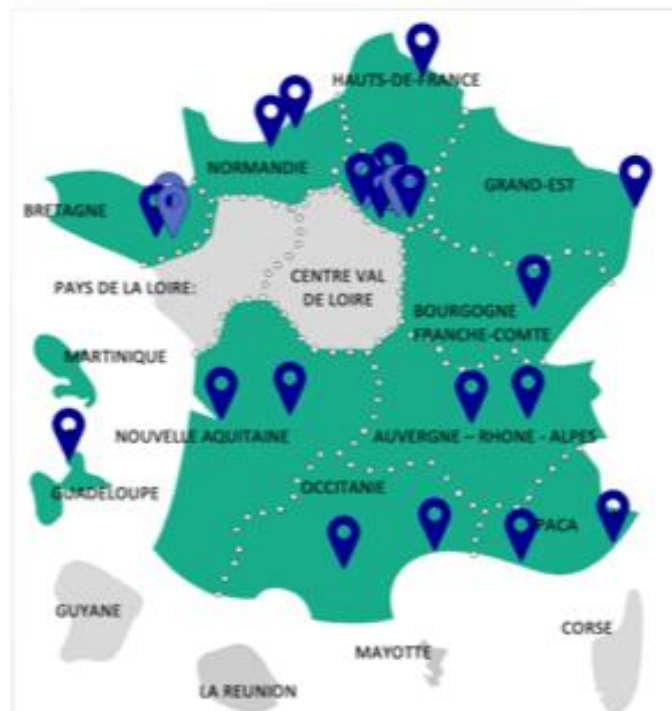 HAUTS-DE-FRANCE
NORMANDIE
GRAND-EST
BRETAGNE
PAYS DE LA LOIRE:
CENTRE VAL
DE LOIRE
BOURGOGNE
FRANCHE-COMTE
MARTINIQUE
NOUVELLE AQUITAINE
AUVERGNE – RHONE - ALPES
GUADELOUPE
OCCITANIE
PACA
GUYANE
CORSE
MAYOTTE
LA REUNION